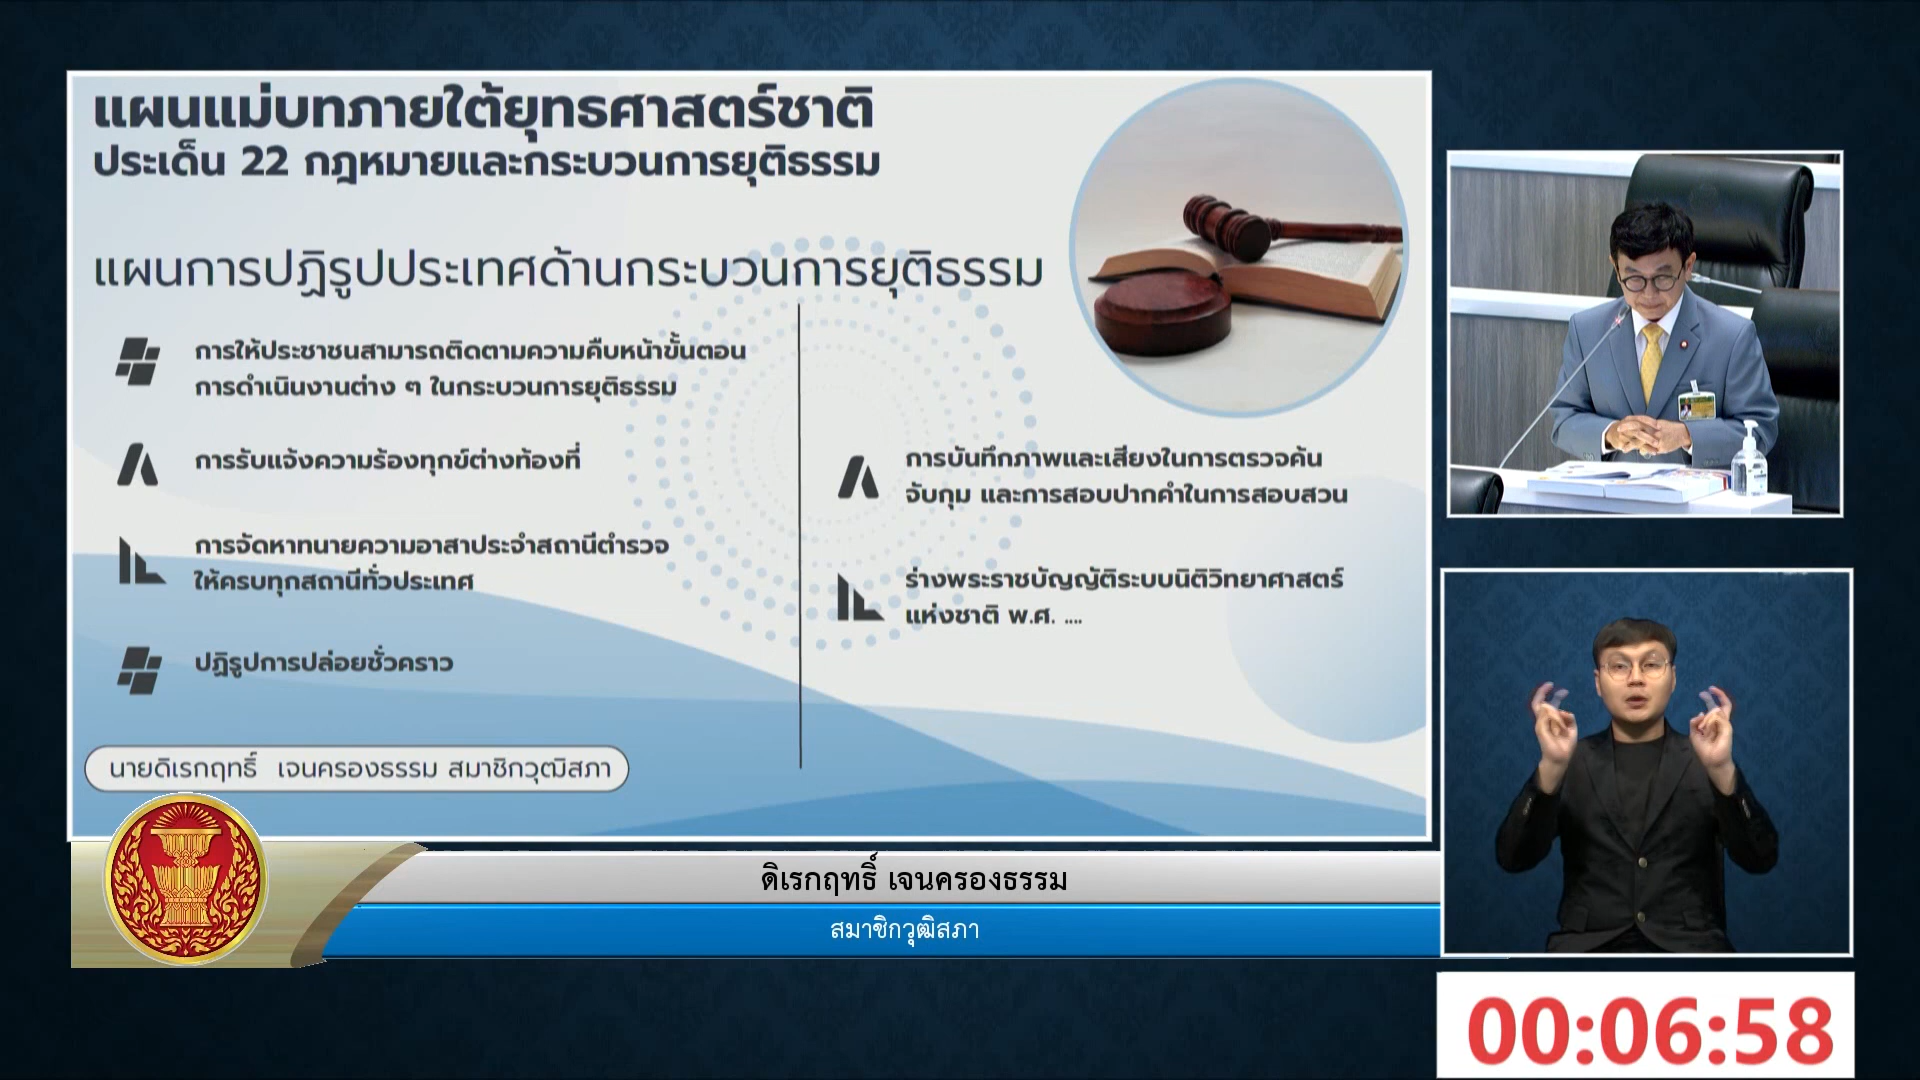 แผนแม่บทภายใต้ยุทธศาสตร์ชาติ
ประเด็น 22 กฎหมายและกระบวนการยุติธรรม
แผนการปฏิรูปประเทศด้านกระบวนการยุติธรรม
การให้ประชาชนสามารถติดตามความคืบหน้าขั้นตอน
การดำเนินงานต่าง ๆ ในกระบวนการยุติธรรม
การรับแจ้งความร้องทุกข์ต่างท้องที่
การจัดหาทนายความอาสาประจำสถานีตำรวจ
ให้ครบทุกสถานีทั่วประเทศ
ปฏิรูปการปล่อยชั่วคราว
การบันทึกภาพและเสียงในการตรวจค้น
จับกุม และการสอบปากคำในการสอบสวน
ร่างพระราชบัญญัติระบบนิติวิทยาศาสตร์
แห่งชาติ พ.ศ. ....
นายดิเรกฤทธิ์ เจนครองธรรม สมาชิกวุฒิสภา
ดิเรกฤทธิ์ เจนครองธรรม
สมาชิกวุฒิสภา
00:06:58